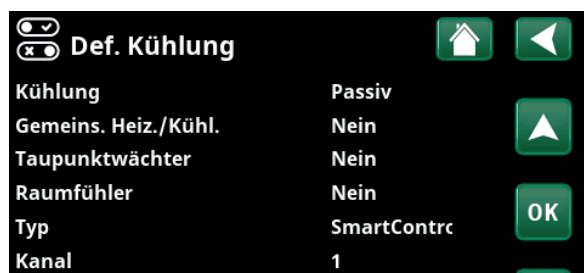 Def. Kühlung
Kühlung Passiv
Gemeins. Heiz./Kühl. Nein
Taupunktwächter Nein
Raumfühler Nein
OK
Typ SmartContrc
Kanal 1